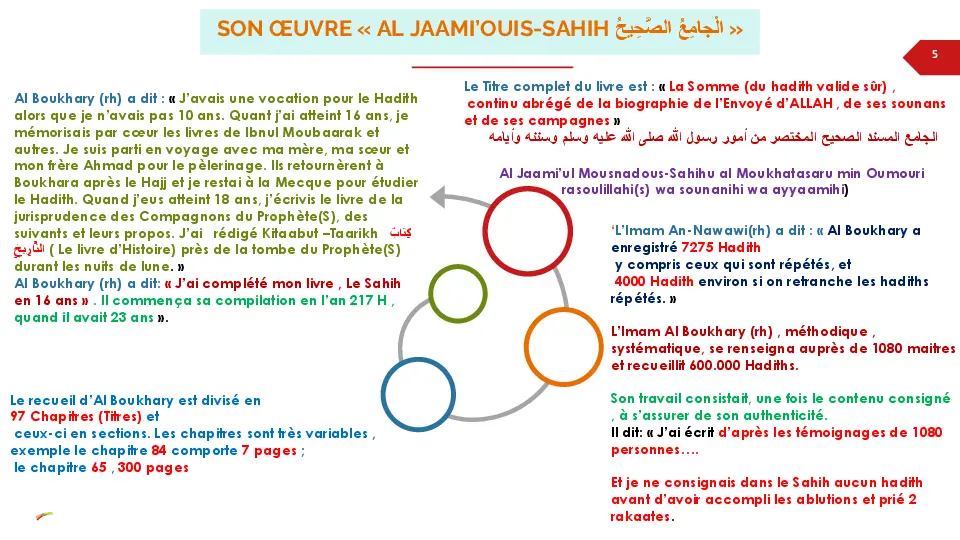 SON ŒUVRE « AL JAAMI’OUIS-SAHIH الْجامِعُ الصَّحِيحُ »
5
Al Boukhary (rh) a dit : « J’avais une vocation pour le Hadith
alors que je n’avais pas 10 ans. Quant j’ai atteint 16 ans, je
mémorisais par cœur les livres de Ibnul Moubaarak et
autres. Je suis parti en voyage avec ma mère, ma sœur et
mon frère Ahmad pour le pèlerinage. Ils retournèrent à
Boukhara après le Hajj et je restai à la Mecque pour étudier
le Hadith. Quand j’eus atteint 18 ans, j’écrivis le livre de la
jurisprudence des Compagnons du Prophète(S), des
suivants et leurs propos. J’ai rédigé Kitaabut –Taarikh كِتَابُ
التَّارِيخِ ( Le livre d’Histoire) près de la tombe du Prophète(S)
durant les nuits de lune. »
Al Boukhary (rh) a dit: « J’ai complété mon livre , Le Sahih
en 16 ans » . Il commença sa compilation en l’an 217 H ,
quand il avait 23 ans ».
Le recueil d’Al Boukhary est divisé en
97 Chapitres (Titres) et
ceux-ci en sections. Les chapitres sont très variables ,
exemple le chapitre 84 comporte 7 pages ;
le chapitre 65 , 300 pages
Le Titre complet du livre est : « La Somme (du hadith valide sûr) ,
continu abrégé de la biographie de l’Envoyé d’ALLAH , de ses sounans
et de ses campagnes »
الجامع المسند الصحيح المختصر من أمور رسول الله صلى الله عليه وسلم وسننه وأيامه
Al Jaami’ul Mousnadous-Sahihu al Moukhatasaru min Oumouri
rasoulillahi(s) wa sounanihi wa ayyaamihi)
‘L’Imam An-Nawawi(rh) a dit : « Al Boukhary a
enregistré 7275 Hadith
y compris ceux qui sont répétés, et
4000 Hadith environ si on retranche les hadiths
répétés. »
L’Imam Al Boukhary (rh) , méthodique ,
systématique, se renseigna auprès de 1080 maitres
et recueillit 600.000 Hadiths.
Son travail consistait, une fois le contenu consigné
, à s’assurer de son authenticité.
Il dit: « J’ai écrit d’après les témoignages de 1080
personnes….
Et je ne consignais dans le Sahih aucun hadith
avant d’avoir accompli les ablutions et prié 2
rakaates.